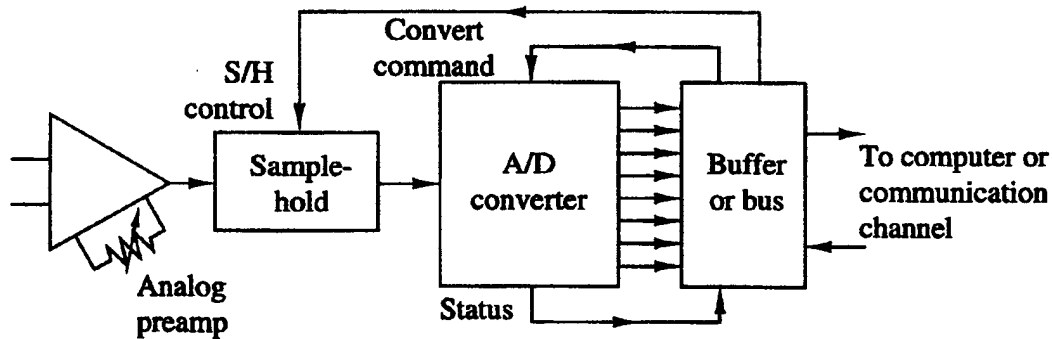 Convert
command
S/H
control
Sample-
hold
A/D
converter
Buffer
or bus
To computer or
communication
channel
Analog
preamp
Status